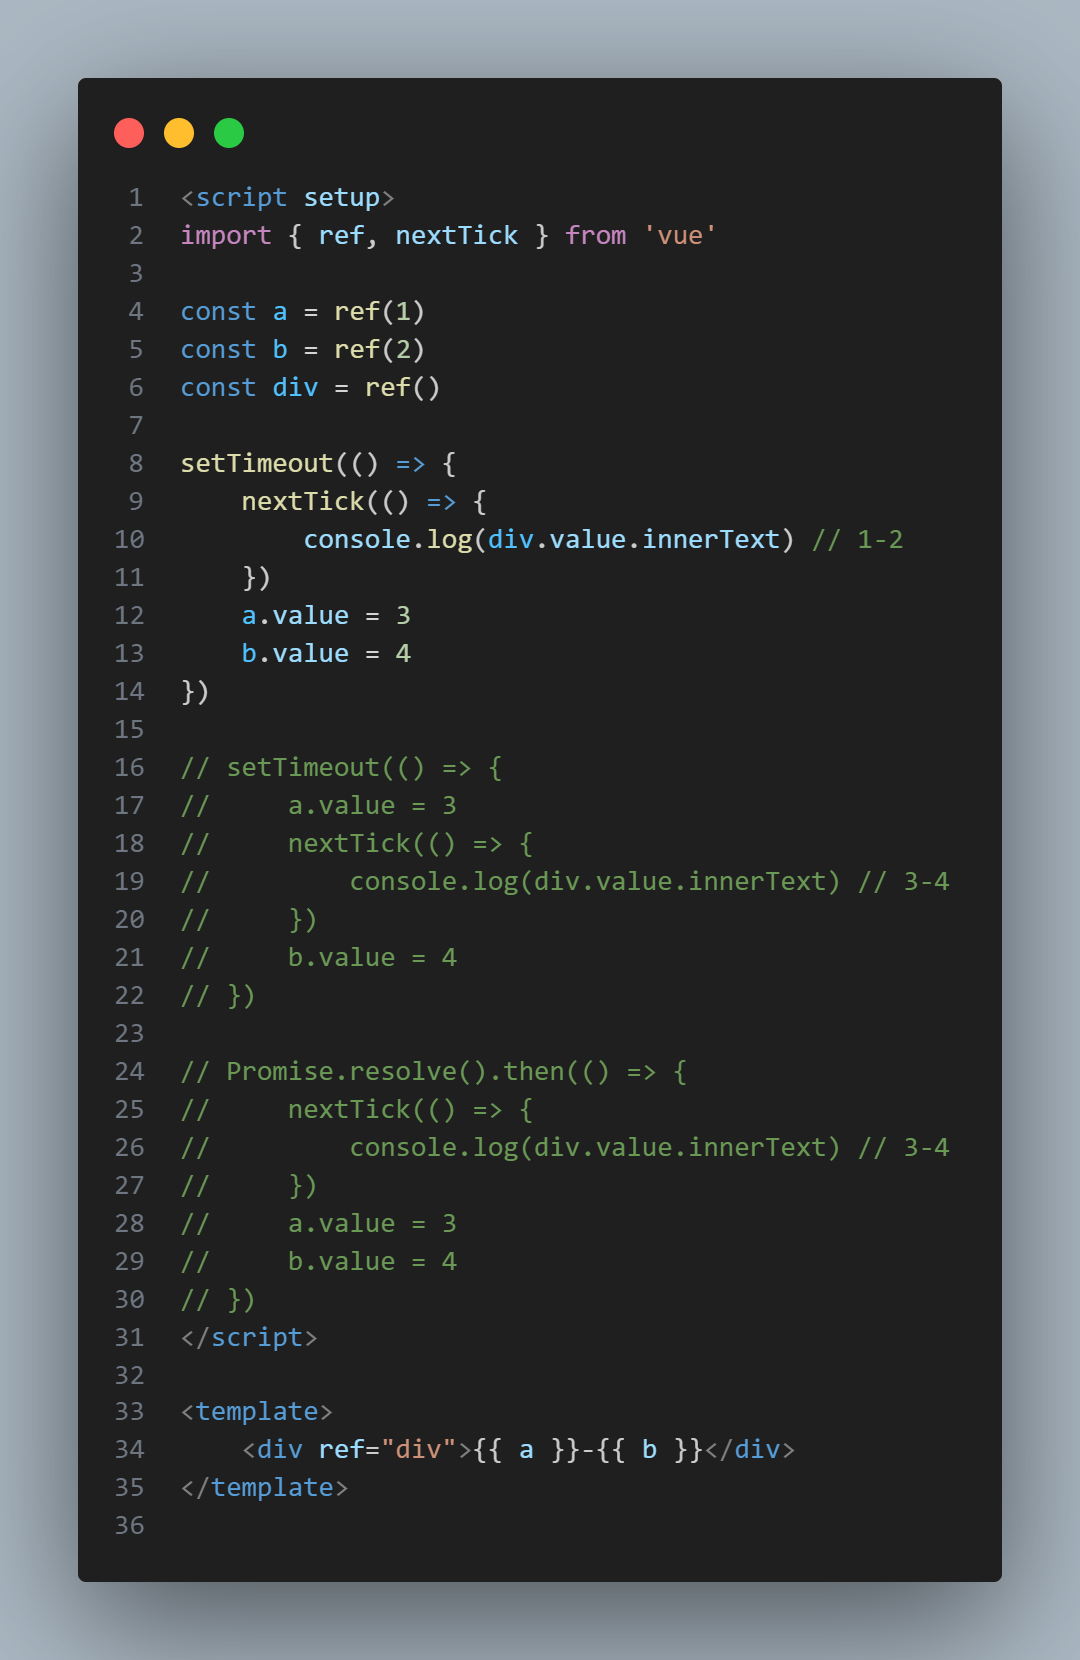 1 <script setup>
2 import { ref, nextTick } from 'vue'
3
4 const a = ref(1)
5 const b = ref(2)
6 const div = ref()
7
8 setTimeout(() => {
9     nextTick(() => {
10         console.log(div.value.innerText) // 1-2
11     })
12     a.value = 3
13     b.value = 4
14 })
15
16 // setTimeout(() => {
17 //     a.value = 3
18 //     nextTick(() => {
19 //         console.log(div.value.innerText) // 3-4
20 //     })
21 //     b.value = 4
22 // })
23
24 // Promise.resolve().then(() => {
25 //     nextTick(() => {
26 //         console.log(div.value.innerText) // 3-4
27 //     })
28 //     a.value = 3
29 //     b.value = 4
30 // })
31 </script>
32
33 <template>
34     <div ref="div">{{ a }}-{{ b }}</div>
35 </template>
36